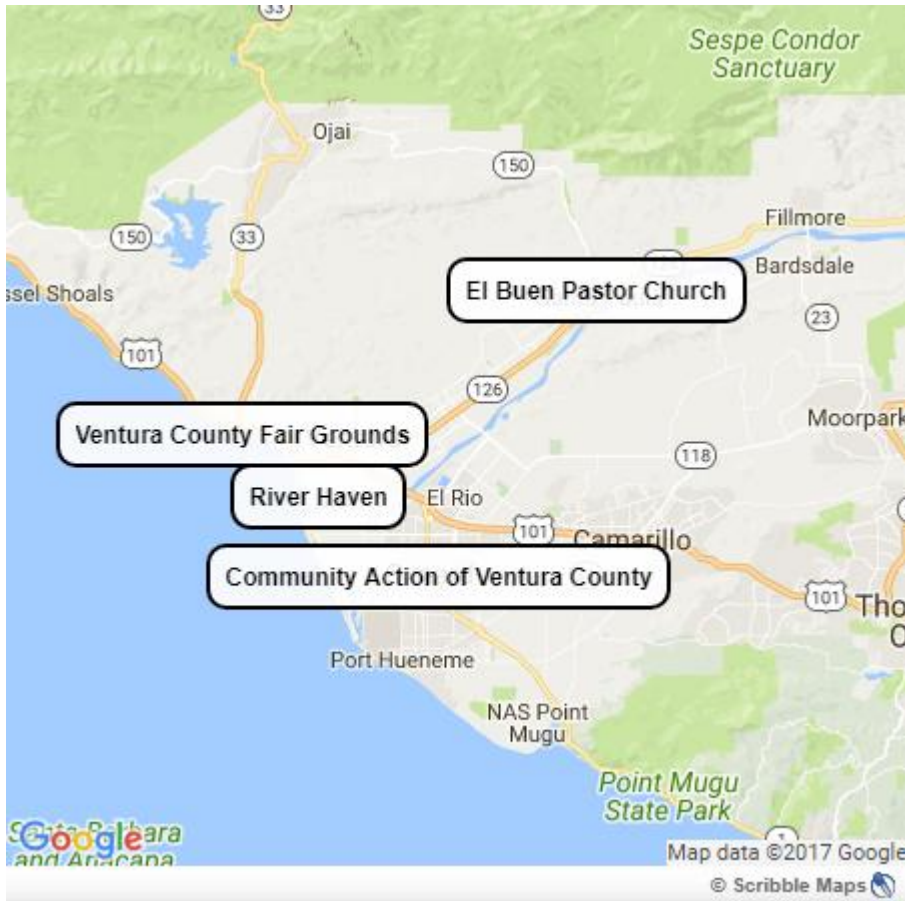 33
Sespe Condor
Sanctuary
Ojai
150
Fillmore
150
33
Bardsdale
ssel Shoals
El Buen Pastor Church
23
101
126
Moorpark
Ventura County Fair Grounds
118
River Haven
El Rio
101
Camarillo
Community Action of Ventura County
101
Tho
Port Hueneme
NAS Point
Mugu
Point Mugu
State Park
Google
1
Map data ©2017 Google
© Scribble Maps